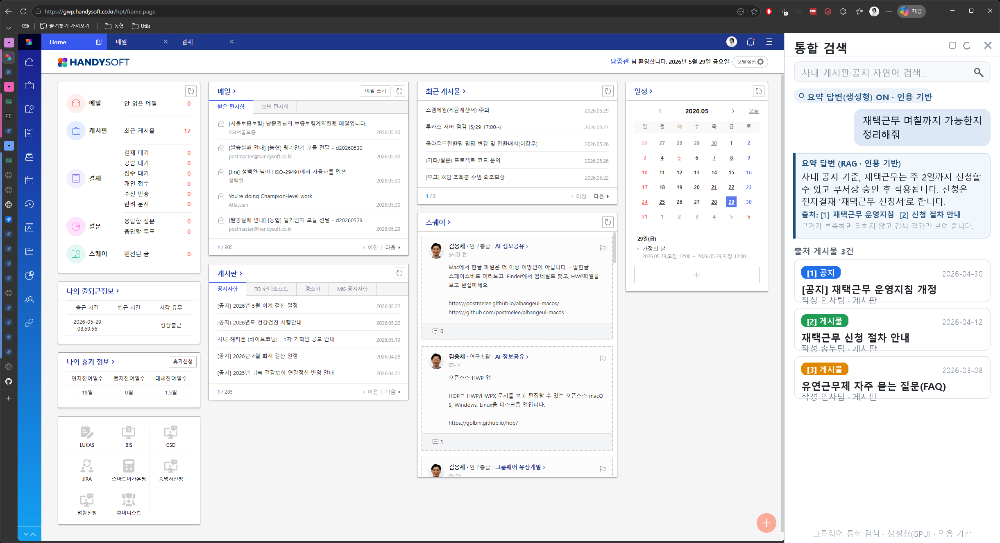 https://gwp.handysoft.co.kr/hpt/frame.page
채팅
즐겨찾기 가져오기
농협
Utils
Home
메일
결재
HANDYSOFT
남종관 님 환영합니다. 2026년 5월 29일 금요일
포털 설정
메일
안 읽은 메일 0
게시판
최근 게시물 12
결재
결재 대기 0
공람 대기 0
접수 대기 0
개인 접수 0
수신 반송 0
반려 문서 0
설문
응답할 설문 0
응답할 투표 0
스퀘어
멘션된 글 0
나의 출퇴근정보 >
출근 시간 퇴근 시간 지각 유무
2026-05-29
08:59:56
- 정상출근
나의 휴가 정보 >
휴가신청
연차잔여일수 월차잔여일수 대체잔여일수
18일 0일 1.5일
LUKAS BIS CSD
JIRA 스마트어카운팅 증명서신청
명함신청 휴머니스트
메일 >
메일 쓰기
받은 편지함 보낸 편지함
[서울보증보험] 남종관님의 보증보험계약현황 메일입니다.
SGI서울보증 2026.05.30
[발송실패 안내] [농협] 웹기안기 모듈 전달 - d20260530
postmaster@handysoft.co.kr 2026.05.30
[Jira] 성백완 님이 HSO-29491에서 사용자를 멘션
성백완 2026.05.30
You're doing Champion-level work
Atlassian 2026.05.30
[발송실패 안내] [농협] 웹기안기 모듈 전달 - d20260529
postmaster@handysoft.co.kr 2026.05.29
1 / 305 이전 다음
게시판 >
공지사항 TO 핸디소프트 경조사 MIS 공지사항
[공지] 2026년 5월 회계 결산 일정 2026.05.22
[공지] 2026년도 건강검진 시행안내 2026.05.20
사내 해커톤 (바이브코딩) _ 1차 기획안 공모 안내 2026.05.19
[공지] 2026년 4월 회계 결산 일정 2026.04.28
[공지] 2025년 귀속 건강보험 연말정산 반영 안내 2026.04.21
1 / 285 이전 다음
최근 게시물 >
스팸메일(세금계산서) 주의 2026.05.29
루카스 서버 점검 (5/29 17:00~) 2026.05.27
클라우드전환팀 팀명 변경 및 전환배치(이강우) 2026.05.26
[기타/질문] 프로젝트 코드 문의 2026.05.26
[부고] IX팀 조희훈 주임 외조모상 2026.05.22
1 / 3 이전 다음
스퀘어 >
김용세 · 연구총괄 | AI 정보공유 >
5시간 전
Mac에서 한글 파일은 더 이상 이방인이 아닙니다. - 알한글
스페이스바로 미리보고, Finder에서 썸네일로 찾고, HWP파일을
보고 편집하세요.
https://postmelee.github.io/alhangeul-macos/
https://github.com/postmelee/alhangeul-macos
0
김용세 · 연구총괄 | AI 정보공유 >
05-14
오픈소스 HWP 앱
HOP는 HWP/HWPX 문서를 보고 편집할 수 있는 오픈소스 macO
S, Windows, Linux용 데스크톱 앱입니다.
https://golbin.github.io/hop/
1
김용세 · 연구총괄 | 그룹웨어 유상개발 >
05-13
일정 >
2026.05
오늘
일 월 화 수 목 금 토
26 27 28 29 30 1 2
3 4 5 6 7 8 9
10 11 12 13 14 15 16
17 18 19 20 21 22 23
24 25 26 27 28 29 30
31 1 2 3 4 5 6
29일(금)
가정의 날
2026.05.29,오전 12:00 ~ 2026.05.29,자정 12:00
통합 검색
사내 게시판·공지 자연어 검색...
요약 답변(생성형) ON · 인용 기반
재택근무 며칠까지 가능한지
정리해줘
요약 답변 (RAG · 인용 기반)
사내 공지 기준, 재택근무는 주 2일까지 신청할
수 있고 부서장 승인 후 적용됩니다. 신청은
전자결재 '재택근무 신청서'로 합니다.
출처: [1] 재택근무 운영지침 [2] 신청 절차 안내
근거가 부족하면 답하지 않고 검색 결과만 보여 줍니다.
출처 게시물 3건
[1] 공지 2026-04-30
[공지] 재택근무 운영지침 개정
작성 인사팀 · 게시판
[2] 게시물 2026-04-12
재택근무 신청 절차 안내
작성 총무팀 · 게시판
[3] 게시물 2026-03-08
유연근무제 자주 묻는 질문(FAQ)
작성 인사팀 · 게시판
그룹웨어 통합 검색 · 생성형(GPU) · 인용 기반